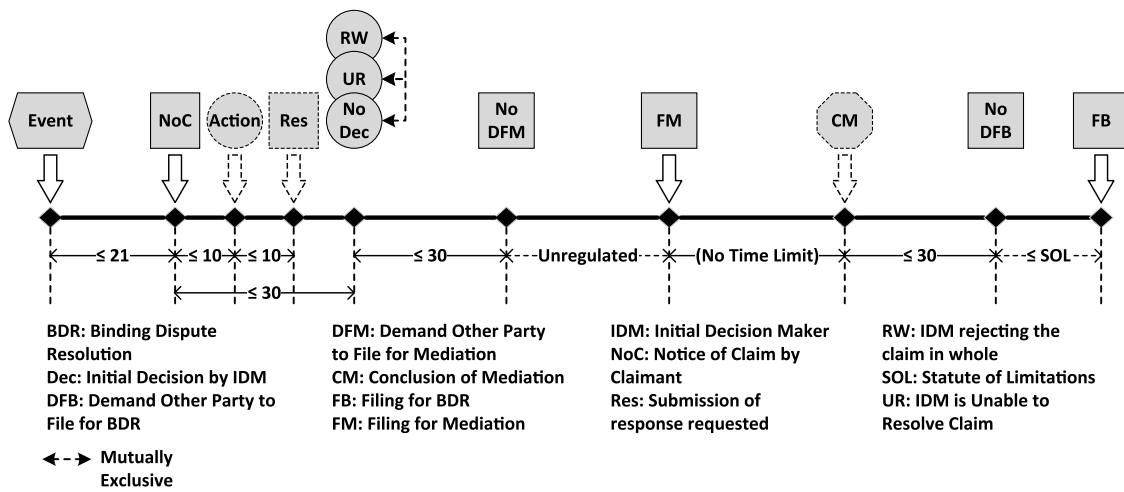 RW
UR
No
Dec
Event
NoC
Action
Res
No
DFM
FM
CM
No
DFB
FB
≤ 21
≤ 10
≤ 10
≤ 30
Unregulated
(No Time Limit)
≤ 30
≤ SOL
≤ 30
BDR: Binding Dispute
Resolution
Dec: Initial Decision by IDM
DFB: Demand Other Party to
File for BDR
DFM: Demand Other Party
to File for Mediation
CM: Conclusion of Mediation
FB: Filing for BDR
FM: Filing for Mediation
IDM: Initial Decision Maker
NoC: Notice of Claim by
Claimant
Res: Submission of
response requested
RW: IDM rejecting the
claim in whole
SOL: Statute of Limitations
UR: IDM is Unable to
Resolve Claim
Mutually
Exclusive